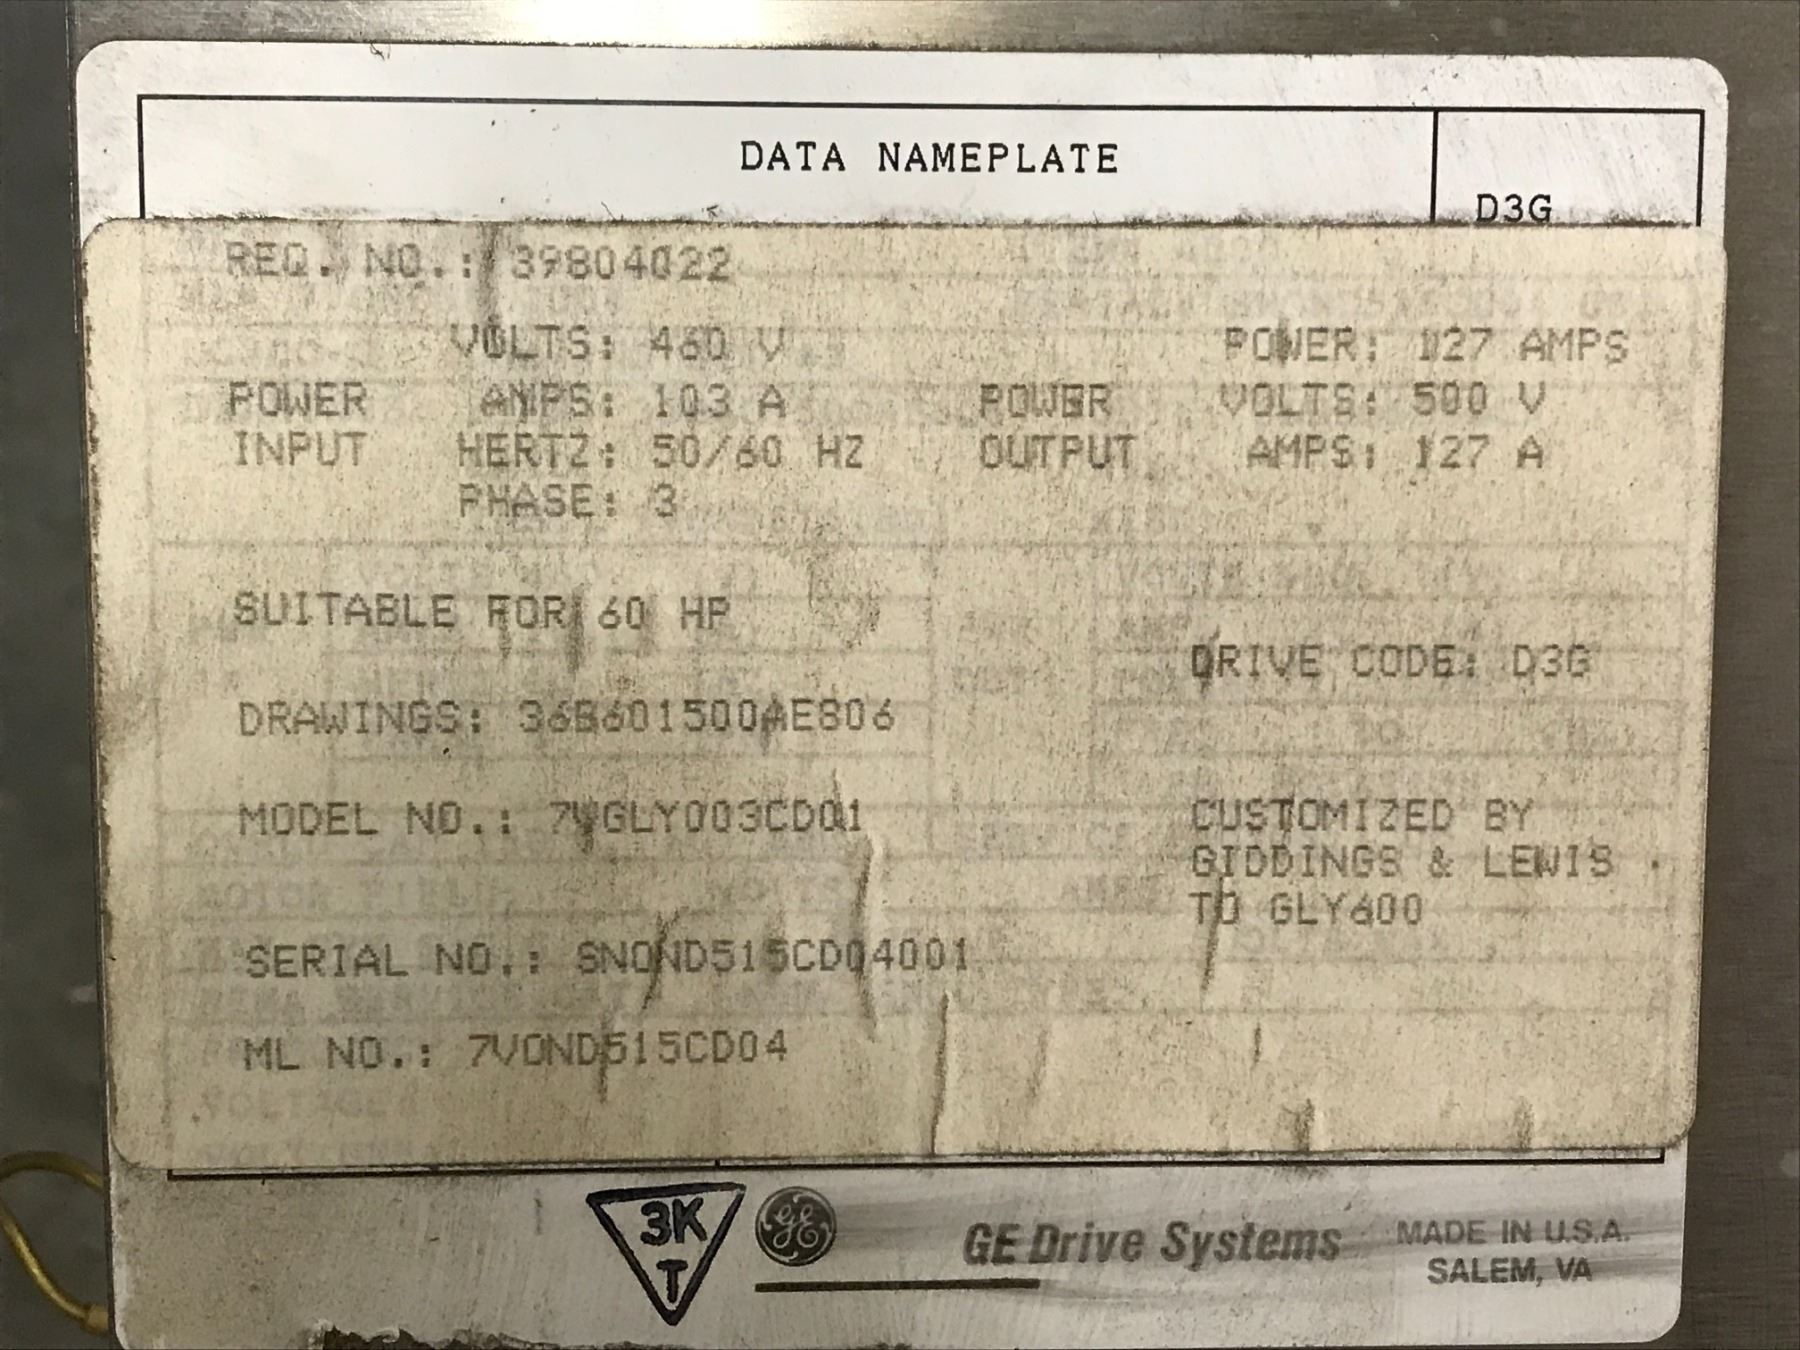 DATA NAMEPLATE
D3G
REQ. NO.: 39804022
VOLTS: 460 V
POWER: 127 AMPS
POWER AMPS: 103 A
POWER VOLTS: 500 V
INPUT HERTZ: 50/60 HZ
OUTPUT AMPS: 127 A
PHASE: 3
SUITABLE FOR 60 HP
DRIVE CODE: D3G
DRAWINGS: 36B601500AES06
MODEL NO.: 7VGLY003CD01
CUSTOMIZED BY
GIDDINGS & LEWIS
TO GLY600
SERIAL NO.: SNOND515CD04001
ML NO.: 7VOND515CD04
3K
T
GE
GE Drive Systems
MADE IN U.S.A.
SALEM, VA